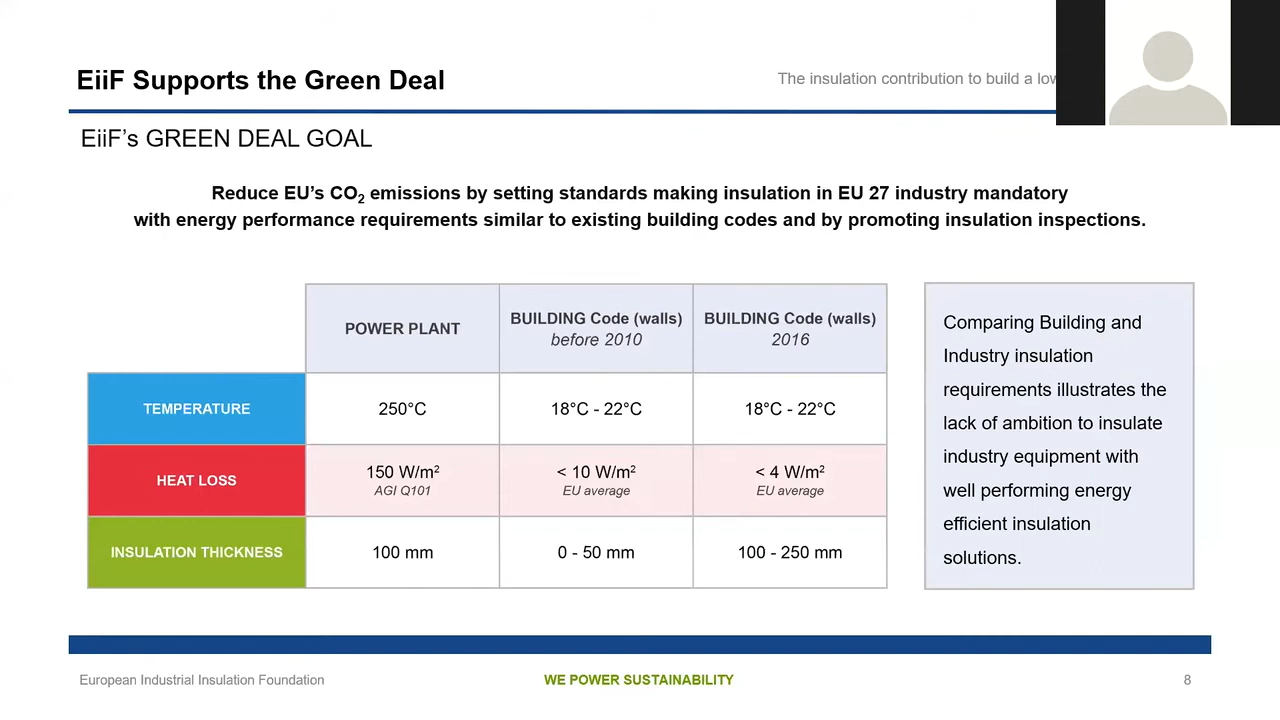 EiiF Supports the Green Deal
The insulation contribution to build a
EiiF's GREEN DEAL GOAL
Reduce EU's CO₂ emissions by setting standards making insulation in EU 27 industry mandatory
with energy performance requirements similar to existing building codes and by promoting insulation inspections.
POWER PLANT
BUILDING Code (walls)
before 2010
BUILDING Code (walls)
2016
TEMPERATURE
250°C
18°C - 22°C
18°C - 22°C
HEAT LOSS
150 W/m²
AGI Q101
< 10 W/m²
EU average
< 4 W/m²
EU average
INSULATION THICKNESS
100 mm
0 - 50 mm
100 - 250 mm
Comparing Building and
Industry insulation
requirements illustrates the
lack of ambition to insulate
industry equipment with
well performing energy
efficient insulation
solutions.
European Industrial Insulation Foundation
WE POWER SUSTAINABILITY
8